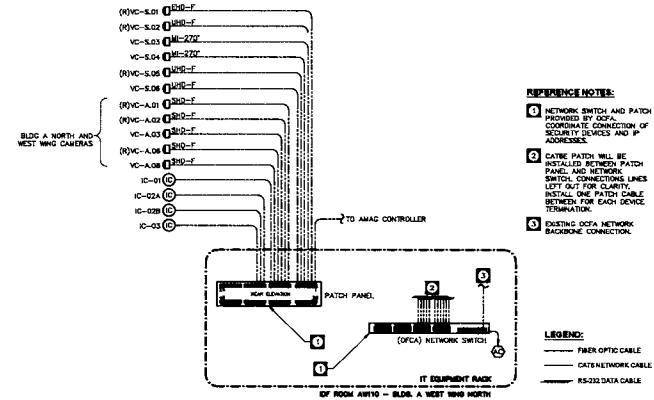 (R)VC-S.01 EHD-F
(R)VC-S.02 UHD-F
VC-S.03 MI-270°
VC-S.04 MI-270°
(R)VC-S.05 UHD-F
VC-S.06 UHD-F
(R)VC-A.01 SHD-F
(R)VC-A.02 SHD-F
VC-A.03 SHD-F
(R)VC-A.06 SHD-F
VC-A.08 SHD-F
BLDG A NORTH AND
WEST WING CAMERAS
IC-01 IC
IC-02A IC
IC-02B IC
IC-03 IC
TO AMAG CONTROLLER
REAR ELEVATION
PATCH PANEL
1
2
3
(OFCA) NETWORK SWITCH
AC
1
IT EQUIPMENT RACK
IDF ROOM AW110 - BLDG. A WEST WING NORTH
REFERENCE NOTES:
1 NETWORK SWITCH AND PATCH
PROVIDED BY OCFA.
COORDINATE CONNECTION OF
SECURITY DEVICES AND IP
ADDRESSES.
2 CAT6E PATCH WILL BE
INSTALLED BETWEEN PATCH
PANEL AND NETWORK
SWITCH. CONNECTIONS LINES
LEFT OUT FOR CLARITY.
INSTALL ONE PATCH CABLE
BETWEEN FOR EACH DEVICE
TERMINATION.
3 EXISTING OCFA NETWORK
BACKBONE CONNECTION.
LEGEND:
FIBER OPTIC CABLE
CAT6 NETWORK CABLE
RS-232 DATA CABLE